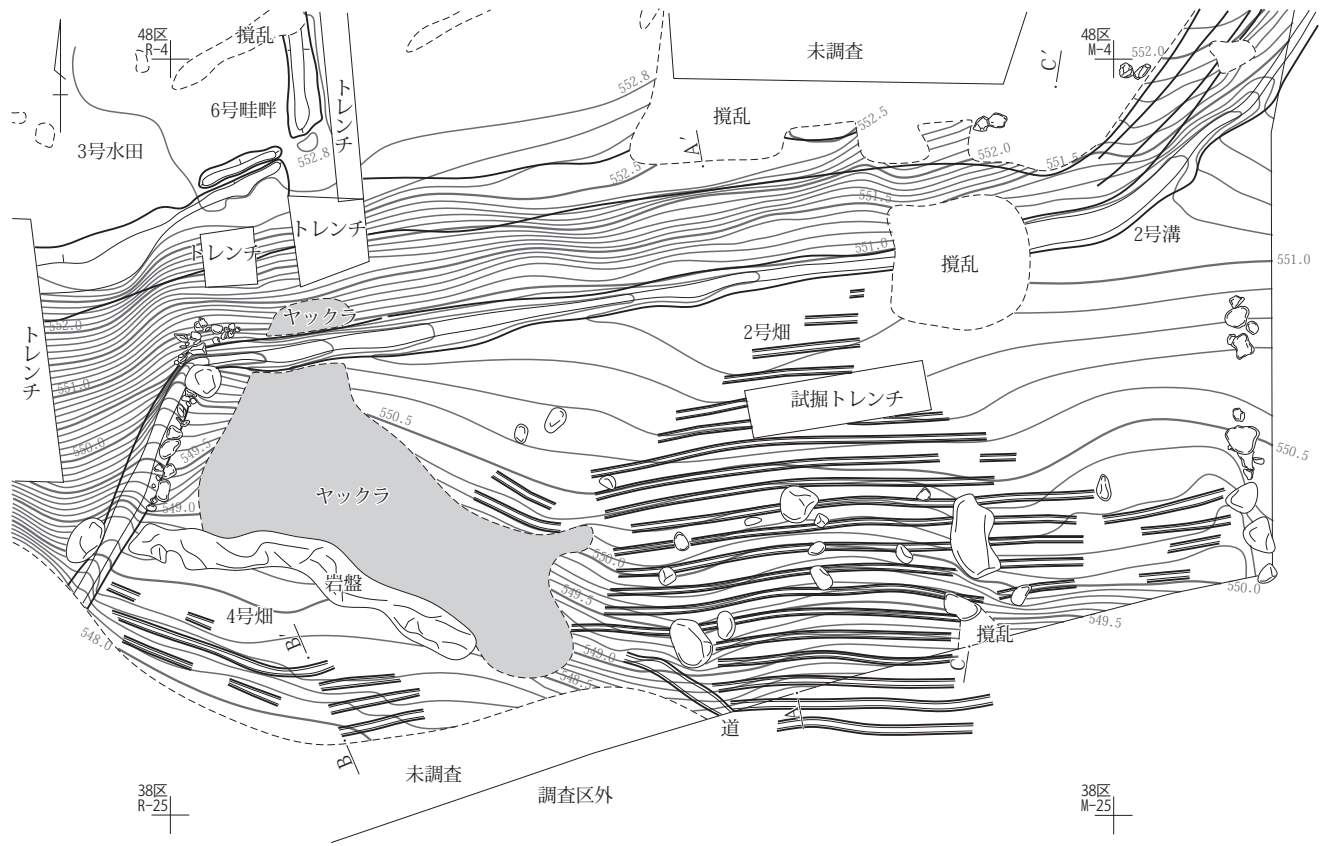 48区
R-4
撹乱
トレンチ
6号畦畔
3号水田
552.8
552.8
未調査
撹乱
48区
M-4
552.0
C'
A'
552.5
552.5
552.0
551.5
551.5
551.0
トレンチ
トレンチ
2号溝
撹乱
551.0
ヤックラ
トレンチ
552.0
551.0
550.0
549.5
549.0
2号畑
試掘トレンチ
550.5
550.5
ヤックラ
550.0
549.5
549.0
548.5
岩盤
4号畑
B'
548.0
撹乱
550.0
549.5
C
A
道
B
未調査
調査区外
38区
R-25
38区
M-25